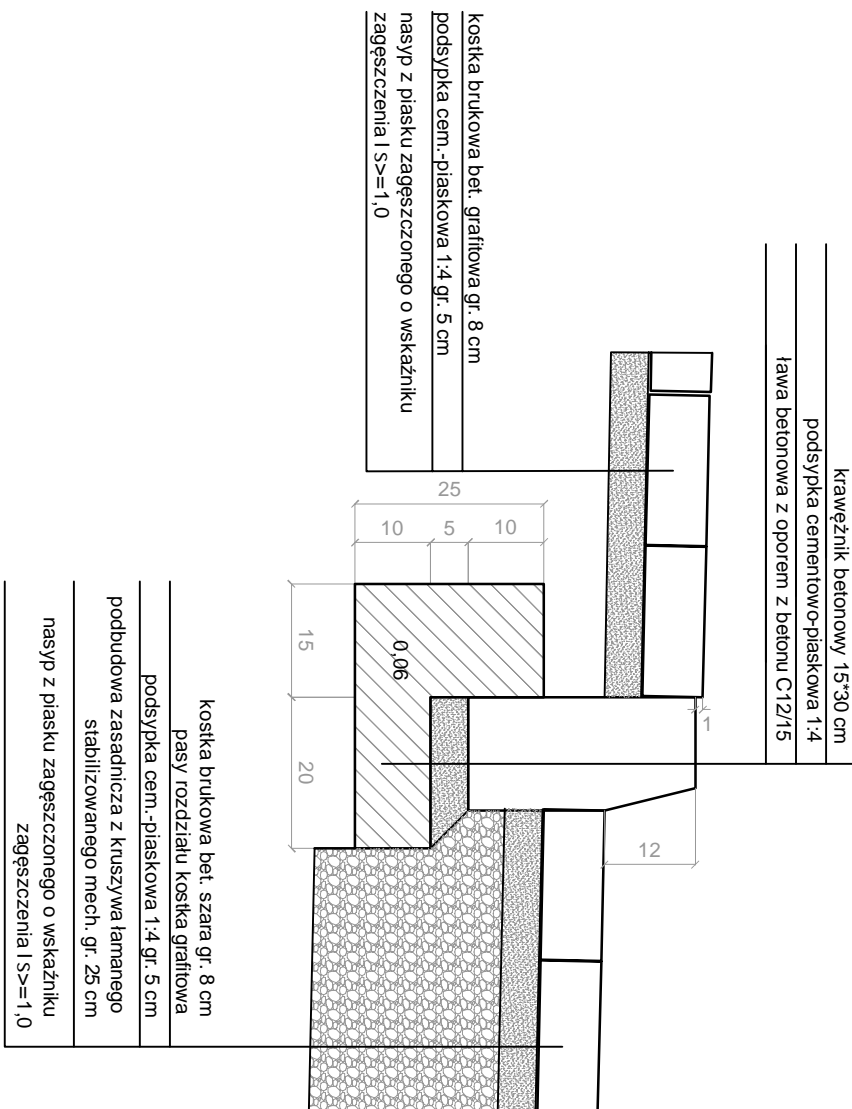 krawężnik betonowy 15*30 cm
podsypka cementowo-piaskowa 1:4
ława betonowa z oporem z betonu C12/15
kostka brukowa bet. grafitowa gr. 8 cm
podsypka cem.-piaskowa 1:4 gr. 5 cm
nasyp z piasku zagęszczonego o wskaźniku
zagęszczenia I S>=1,0
1
12
25
10
5
10
0,06
15
20
kostka brukowa bet. szara gr. 8 cm
pasy rozdziału kostka grafitowa
podsypka cem.-piaskowa 1:4 gr. 5 cm
podbudowa zasadnicza z kruszywa łamanego
stabilizowanego mech. gr. 25 cm
nasyp z piasku zagęszczonego o wskaźniku
zagęszczenia I S>=1,0